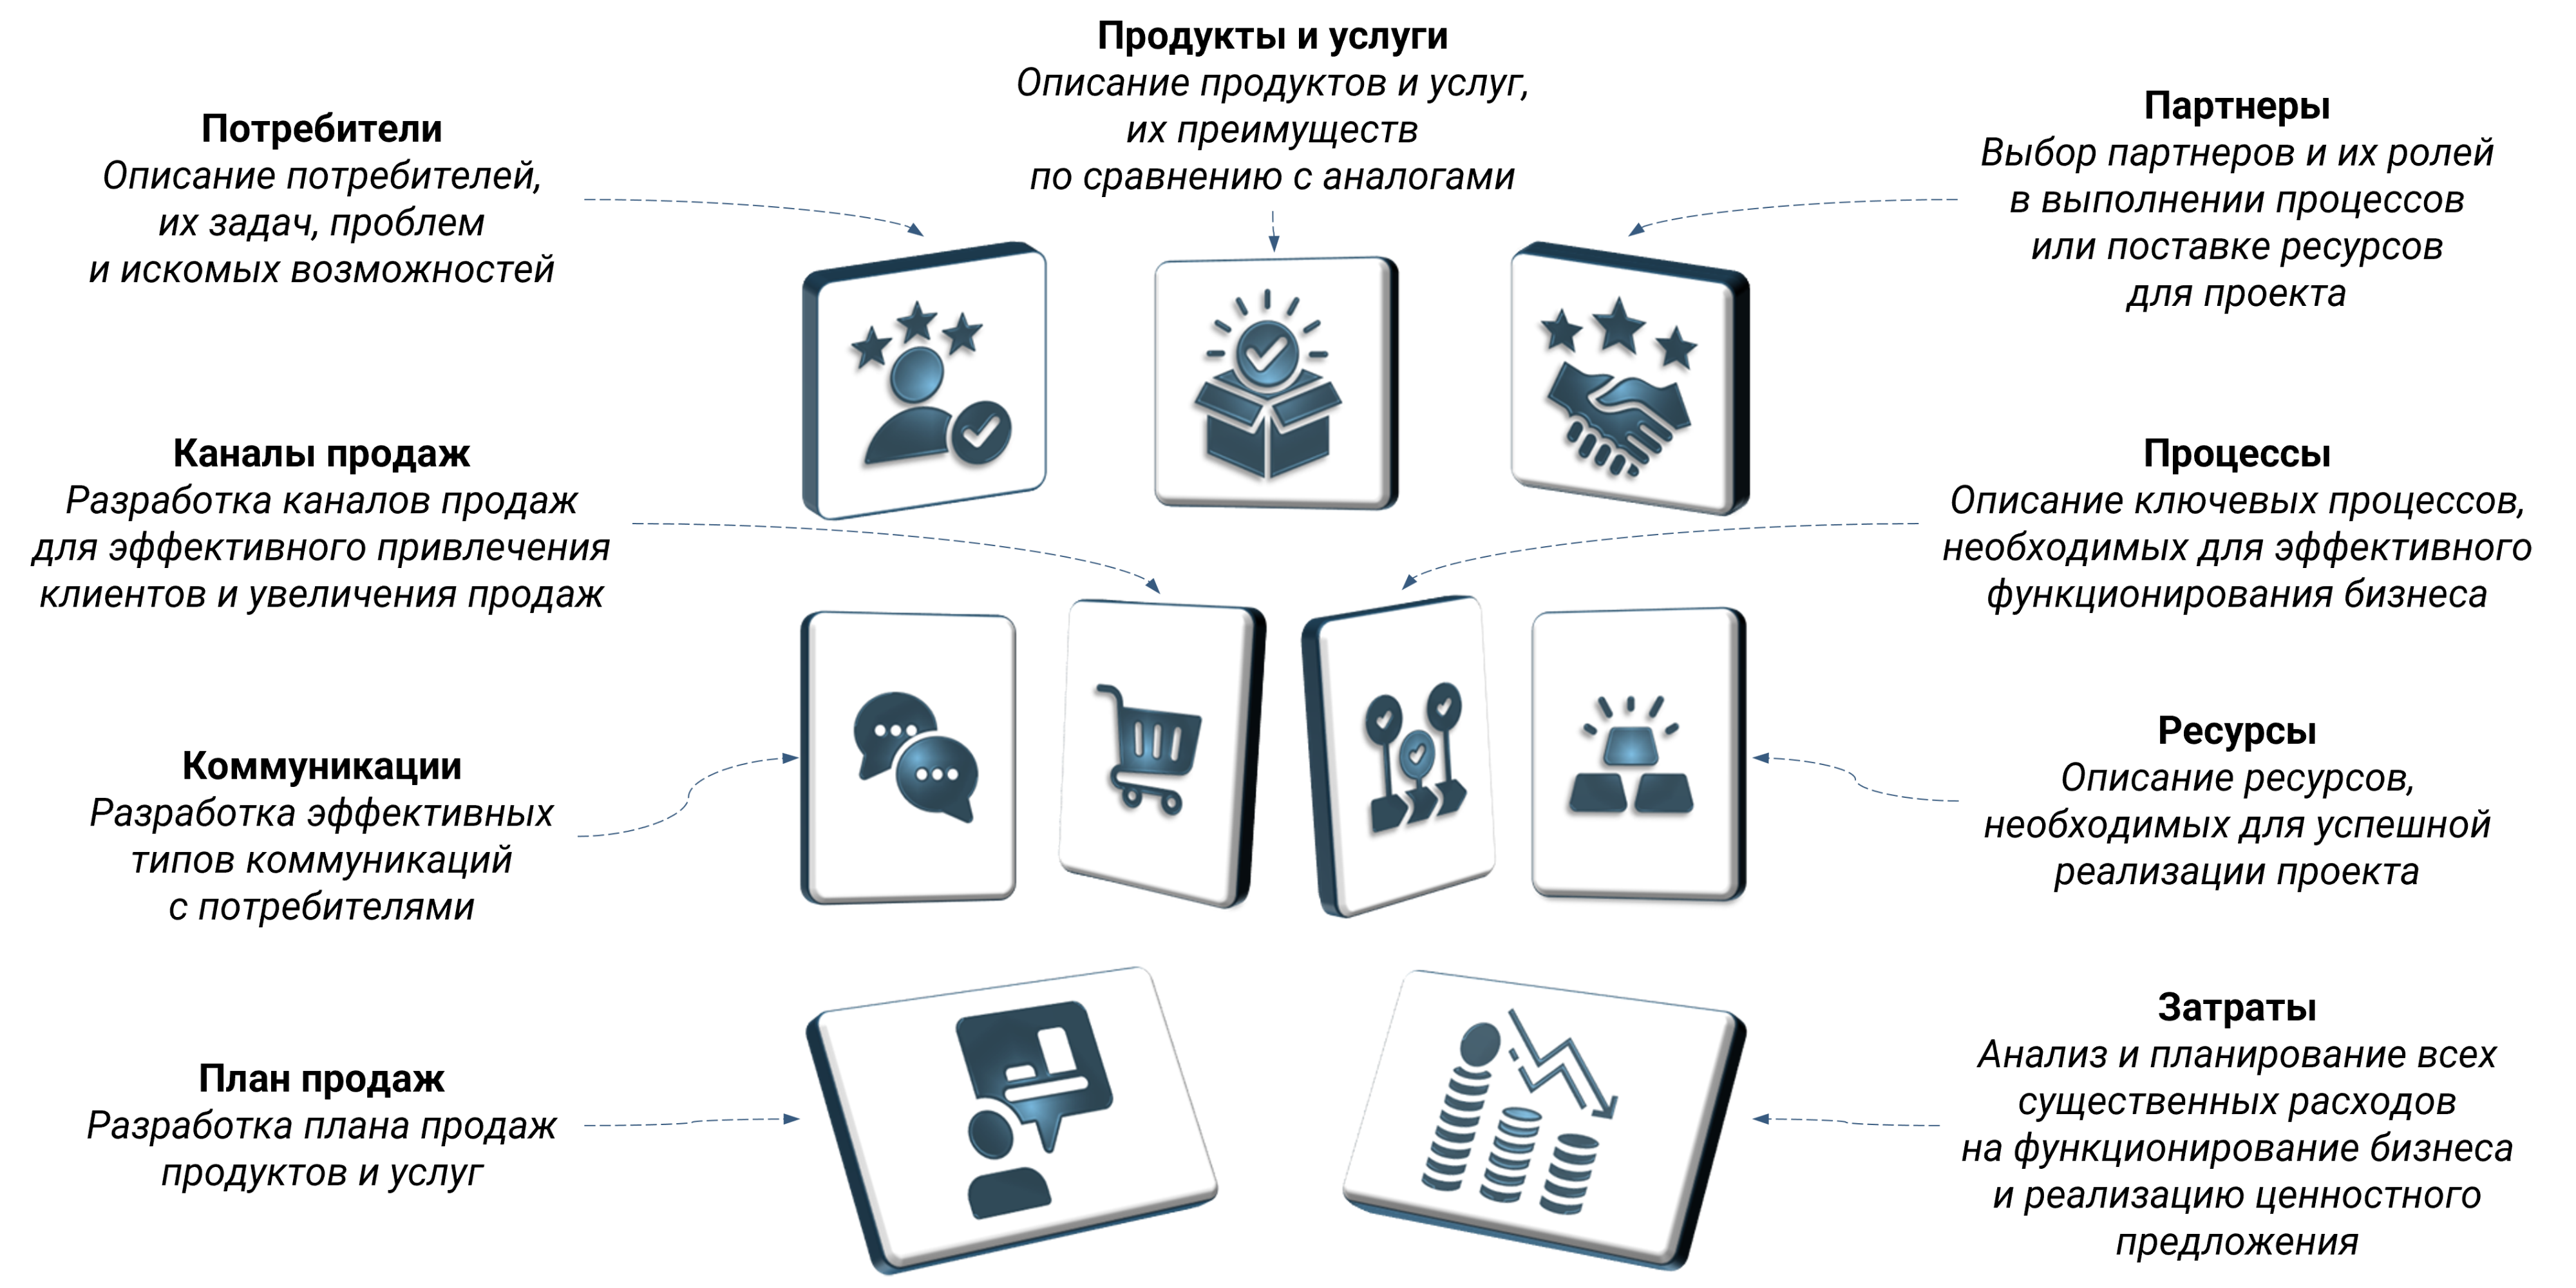 Продукты и услуги
Описание продуктов и услуг,
их преимуществ
по сравнению с аналогами
Потребители
Описание потребителей,
их задач, проблем
и искомых возможностей
Партнеры
Выбор партнеров и их ролей
в выполнении процессов
или поставке ресурсов
для проекта
Каналы продаж
Разработка каналов продаж
для эффективного привлечения
клиентов и увеличения продаж
Процессы
Описание ключевых процессов,
необходимых для эффективного
функционирования бизнеса
Коммуникации
Разработка эффективных
типов коммуникаций
с потребителями
Ресурсы
Описание ресурсов,
необходимых для успешной
реализации проекта
План продаж
Разработка плана продаж
продуктов и услуг
Затраты
Анализ и планирование всех
существенных расходов
на функционирование бизнеса
и реализацию ценностного
предложения